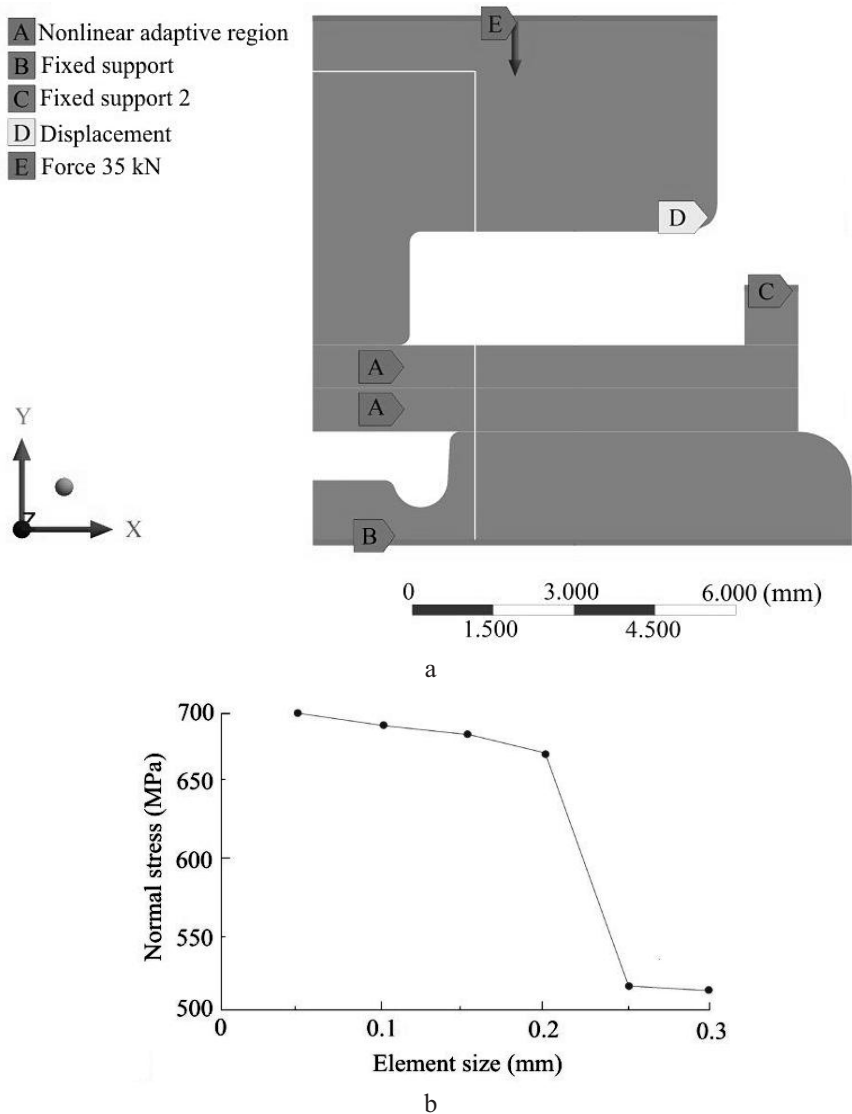 A Nonlinear adaptive region
B Fixed support
C Fixed support 2
D Displacement
E Force 35 kN
E
D
C
A
A
B
Y
Z
X
0 3.000 6.000 (mm)
1.500 4.500
a
700
650
600
550
500
Normal stress (MPa)
0 0.1 0.2 0.3
Element size (mm)
b